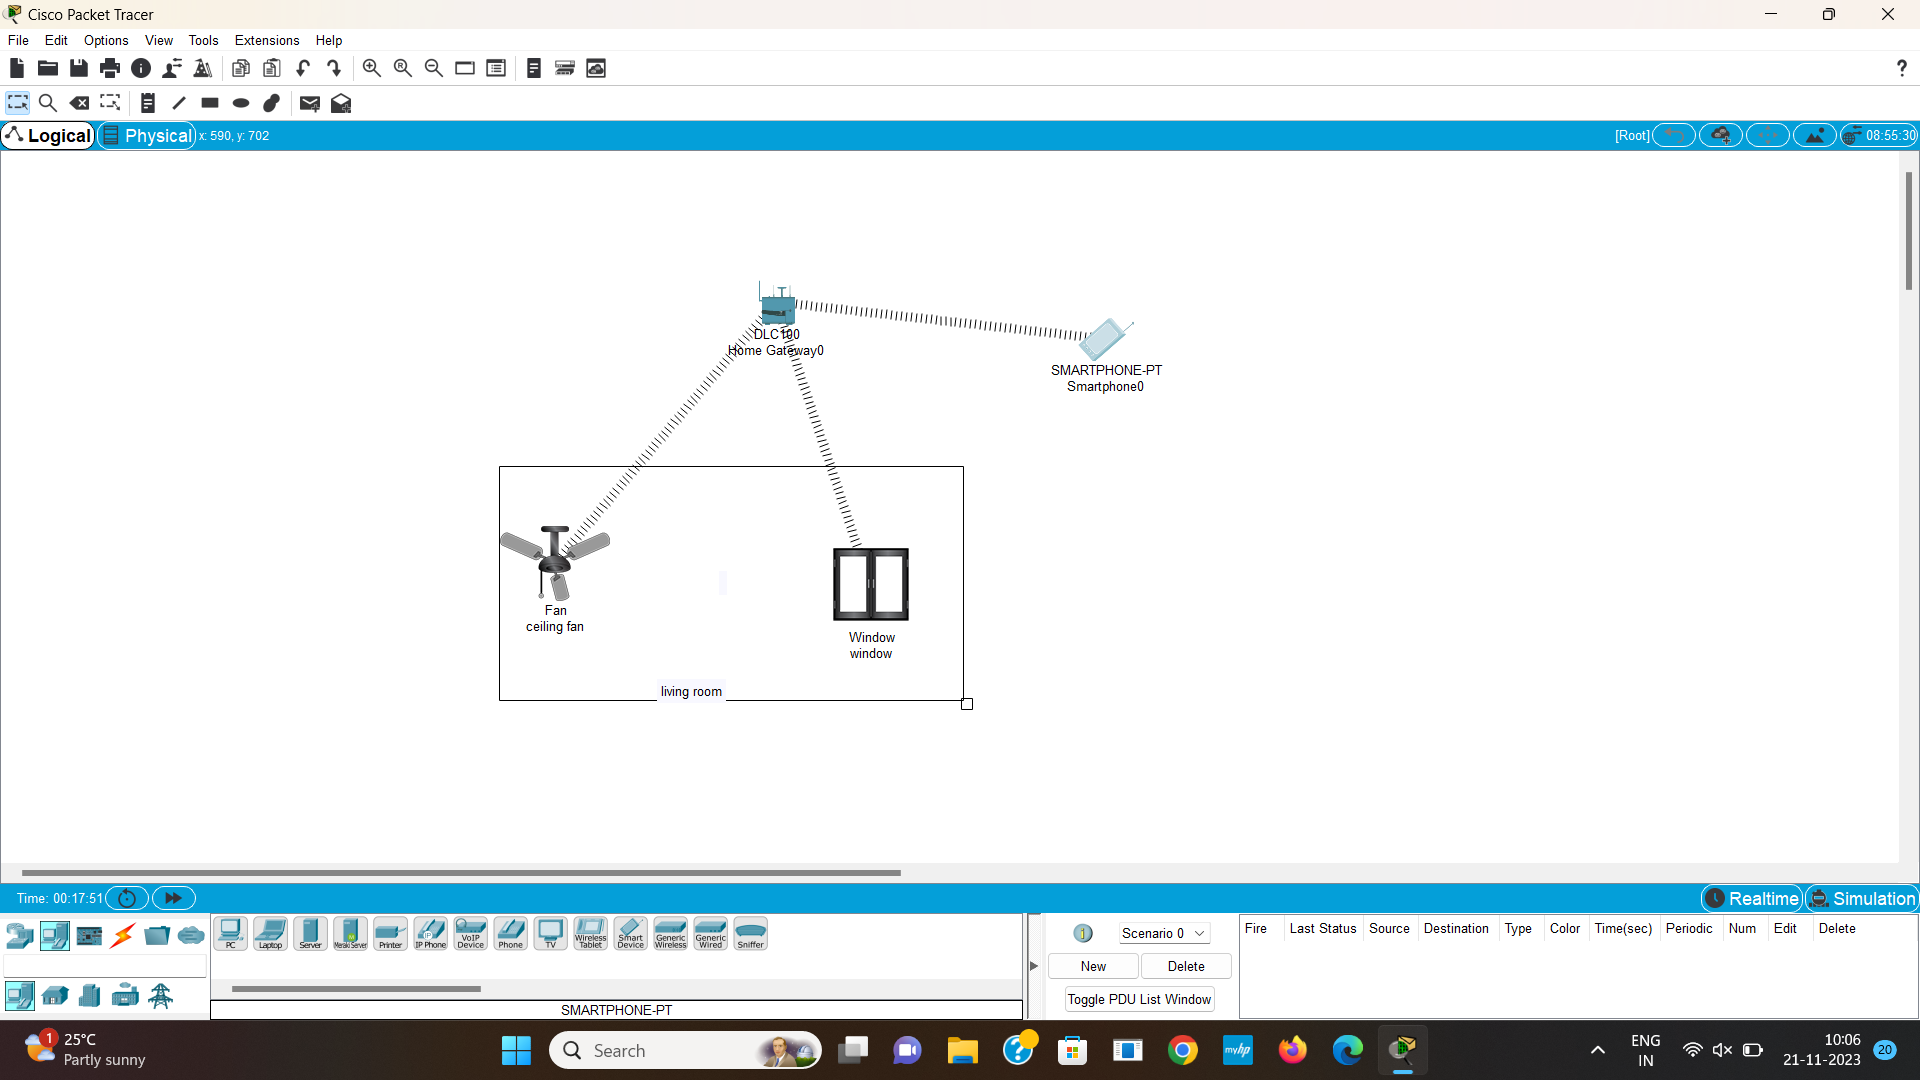 Cisco Packet Tracer
File Edit Options View Tools Extensions Help
Logical Physical x: 590, y: 702 [Root] 08:55:30
DLC100
Home Gateway0
SMARTPHONE-PT
Smartphone0
Fan
ceiling fan
Window
window
living room
Time: 00:17:51 Realtime Simulation
PC Laptop Server Meraki Server Printer IP Phone VoIP Device Phone TV Wireless Tablet Smart Device Generic Wireless Generic Wired Sniffer
SMARTPHONE-PT
1 Scenario 0
New Delete
Toggle PDU List Window
Fire Last Status Source Destination Type Color Time(sec) Periodic Num Edit Delete
1 25°C
Partly sunny
Search
myhp
ENG
IN
10:06
21-11-2023
20